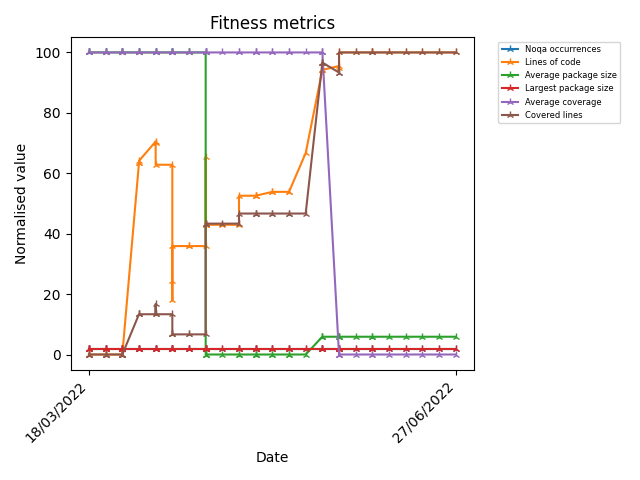 Fitness metrics
Normalised value
100
80
60
40
20
0
18/03/2022
27/06/2022
Date
Noqa occurrences
Lines of code
Average package size
Largest package size
Average coverage
Covered lines